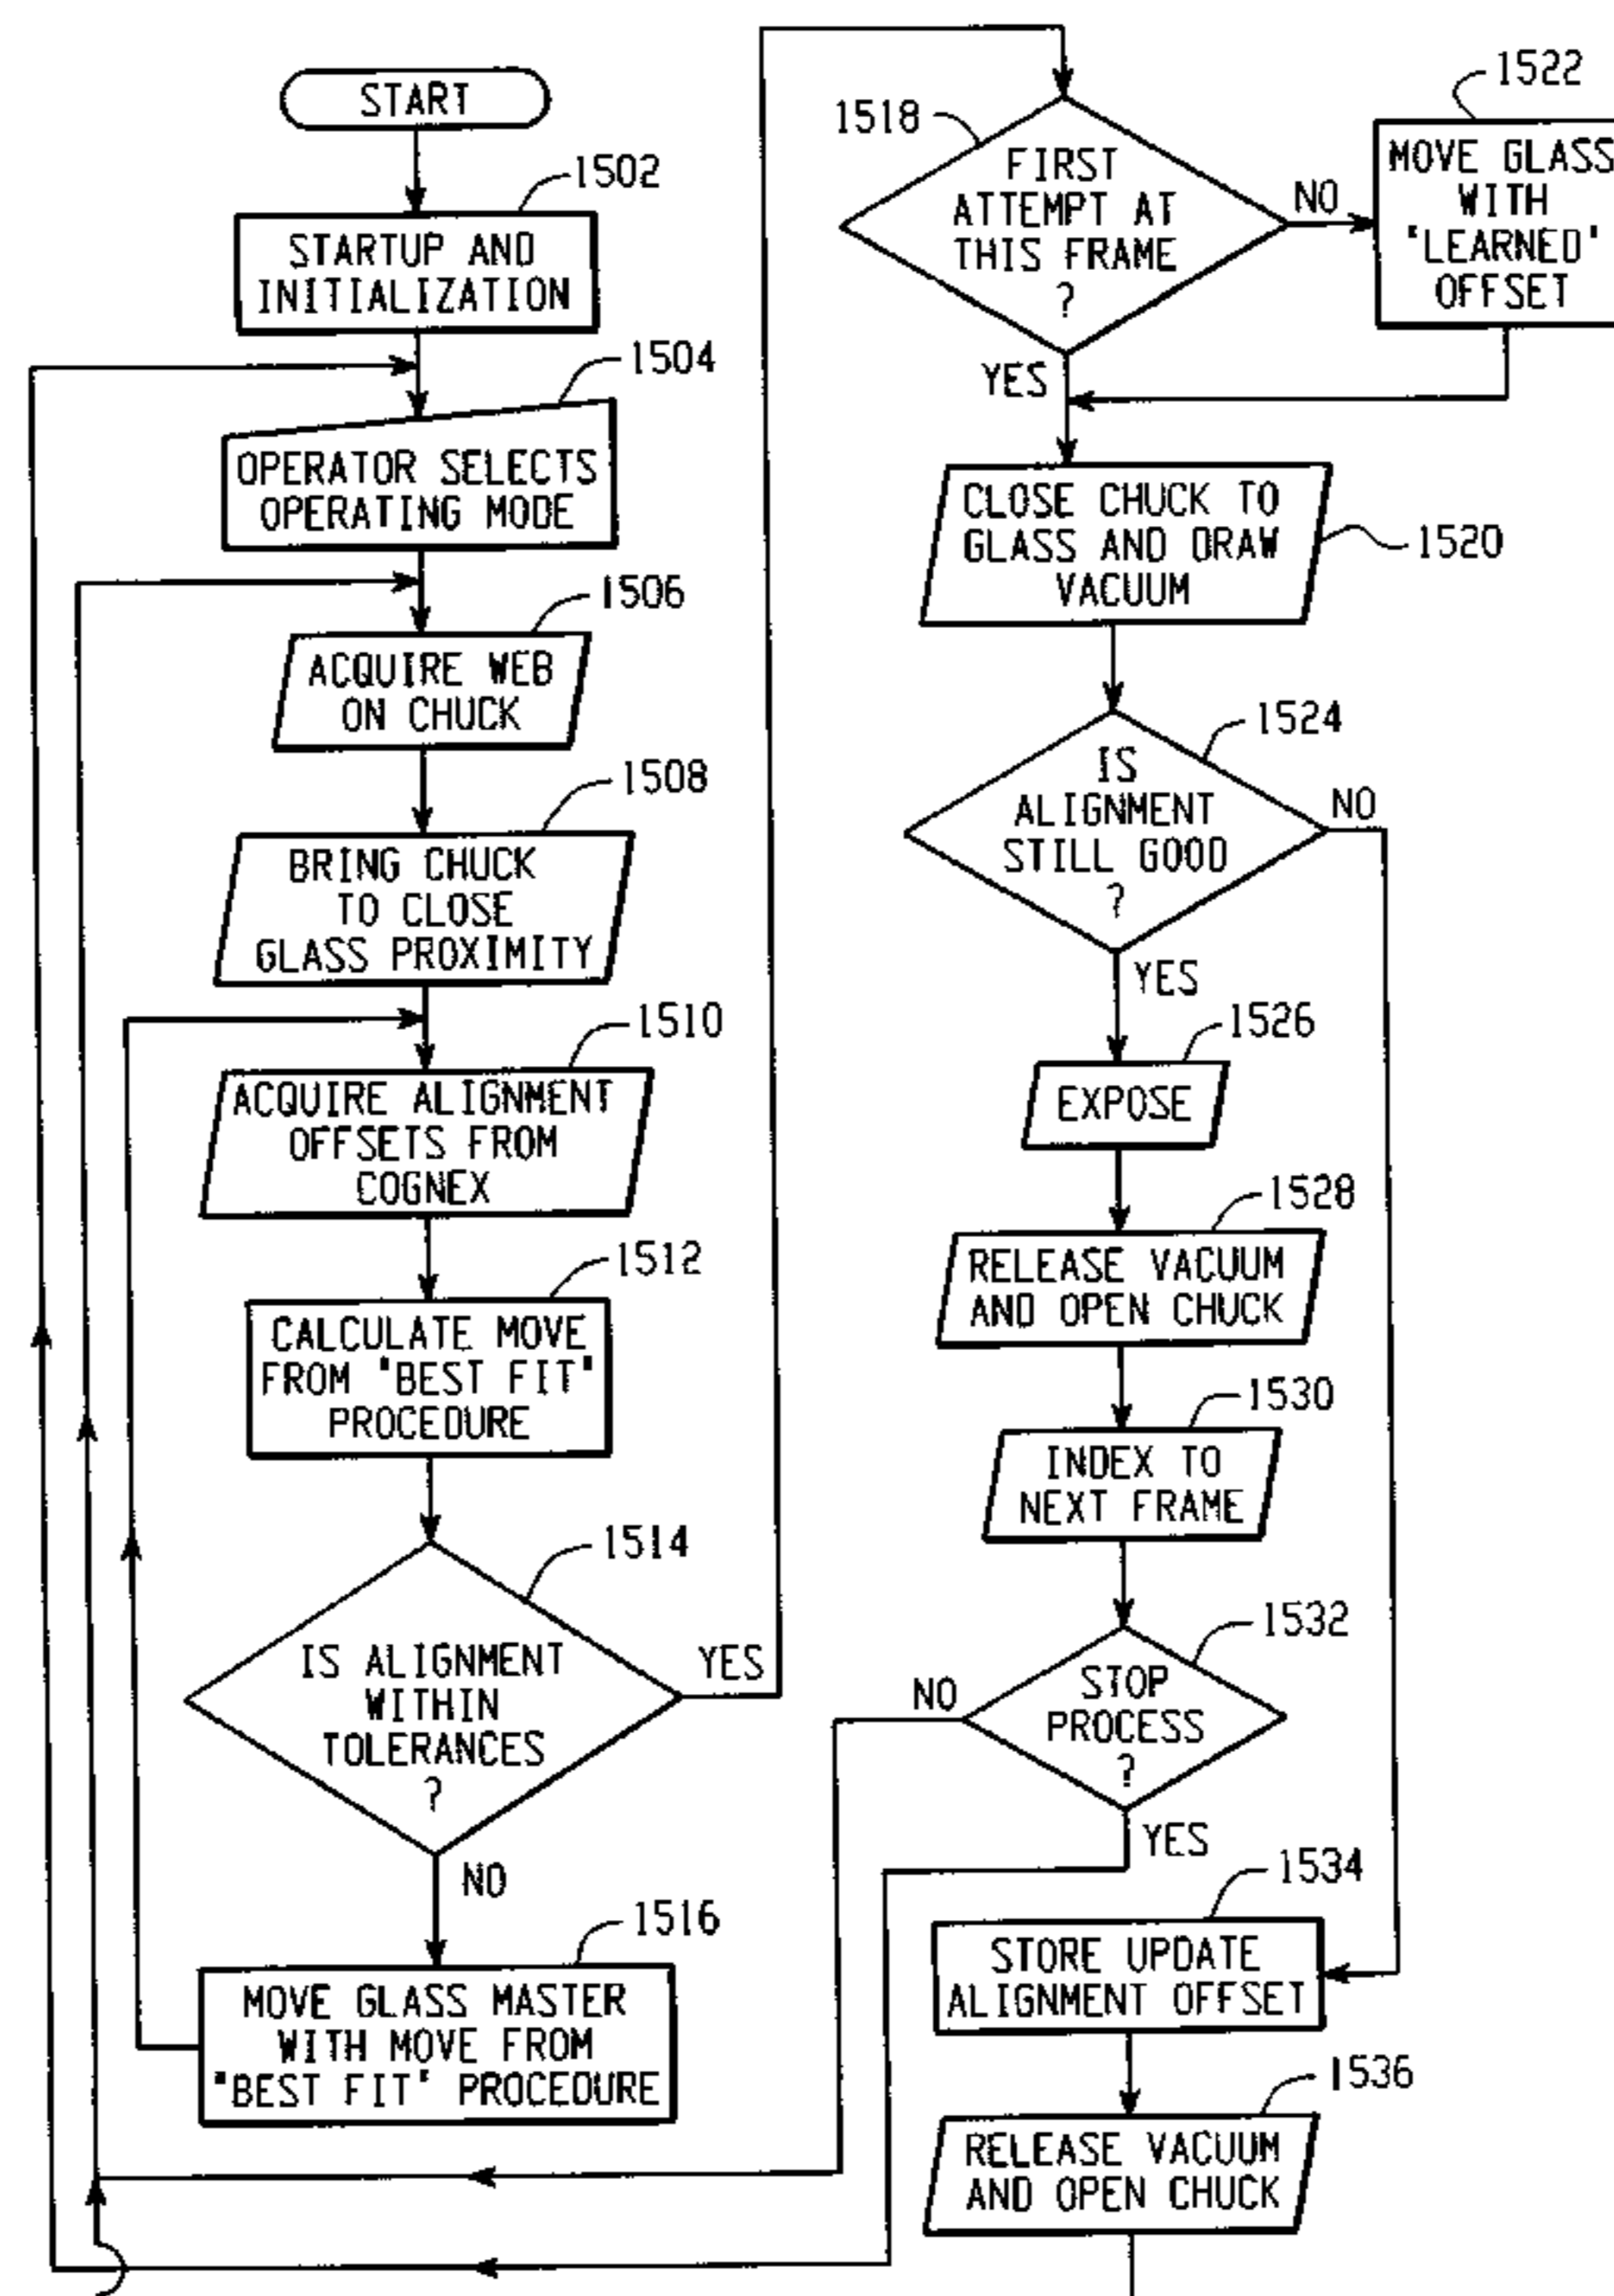 START
1502
STARTUP AND
INITIALIZATION
1504
OPERATOR SELECTS
OPERATING MODE
1506
ACQUIRE WEB
ON CHUCK
1508
BRING CHUCK
TO CLOSE
GLASS PROXIMITY
1510
ACQUIRE ALIGNMENT
OFFSETS FROM
COGNEX
1512
CALCULATE MOVE
FROM "BEST FIT"
PROCEDURE
1514
IS ALIGNMENT
WITHIN
TOLERANCES
?
YES
NO
1516
MOVE GLASS MASTER
WITH MOVE FROM
"BEST FIT" PROCEDURE
1518
FIRST
ATTEMPT AT
THIS FRAME
?
NO
YES
1522
MOVE GLASS
WITH
"LEARNED"
OFFSET
CLOSE CHUCK TO
GLASS AND DRAW
VACUUM
1520
1524
IS
ALIGNMENT
STILL GOOD
?
NO
YES
1526
EXPOSE
1528
RELEASE VACUUM
AND OPEN CHUCK
1530
INDEX TO
NEXT FRAME
1532
STOP
PROCESS
?
NO
YES
1534
STORE UPDATE
ALIGNMENT OFFSET
1536
RELEASE VACUUM
AND OPEN CHUCK